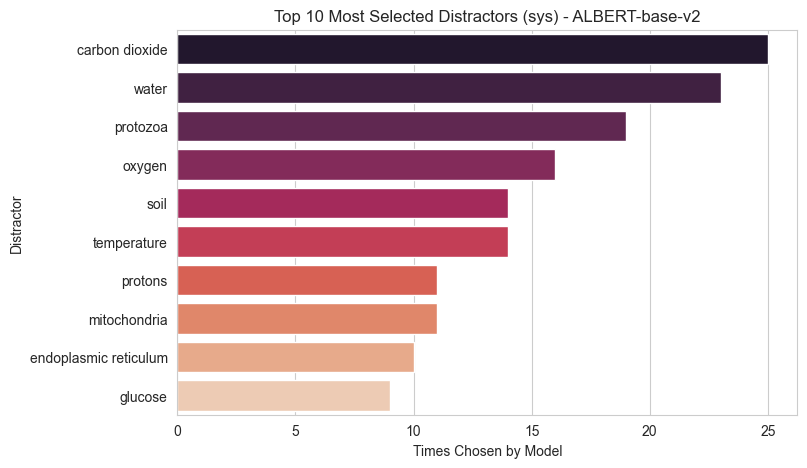 Top 10 Most Selected Distractors (sys) - ALBERT-base-v2
Distractor
carbon dioxide
water
protozoa
oxygen
soil
temperature
protons
mitochondria
endoplasmic reticulum
glucose
0 5 10 15 20 25
Times Chosen by Model